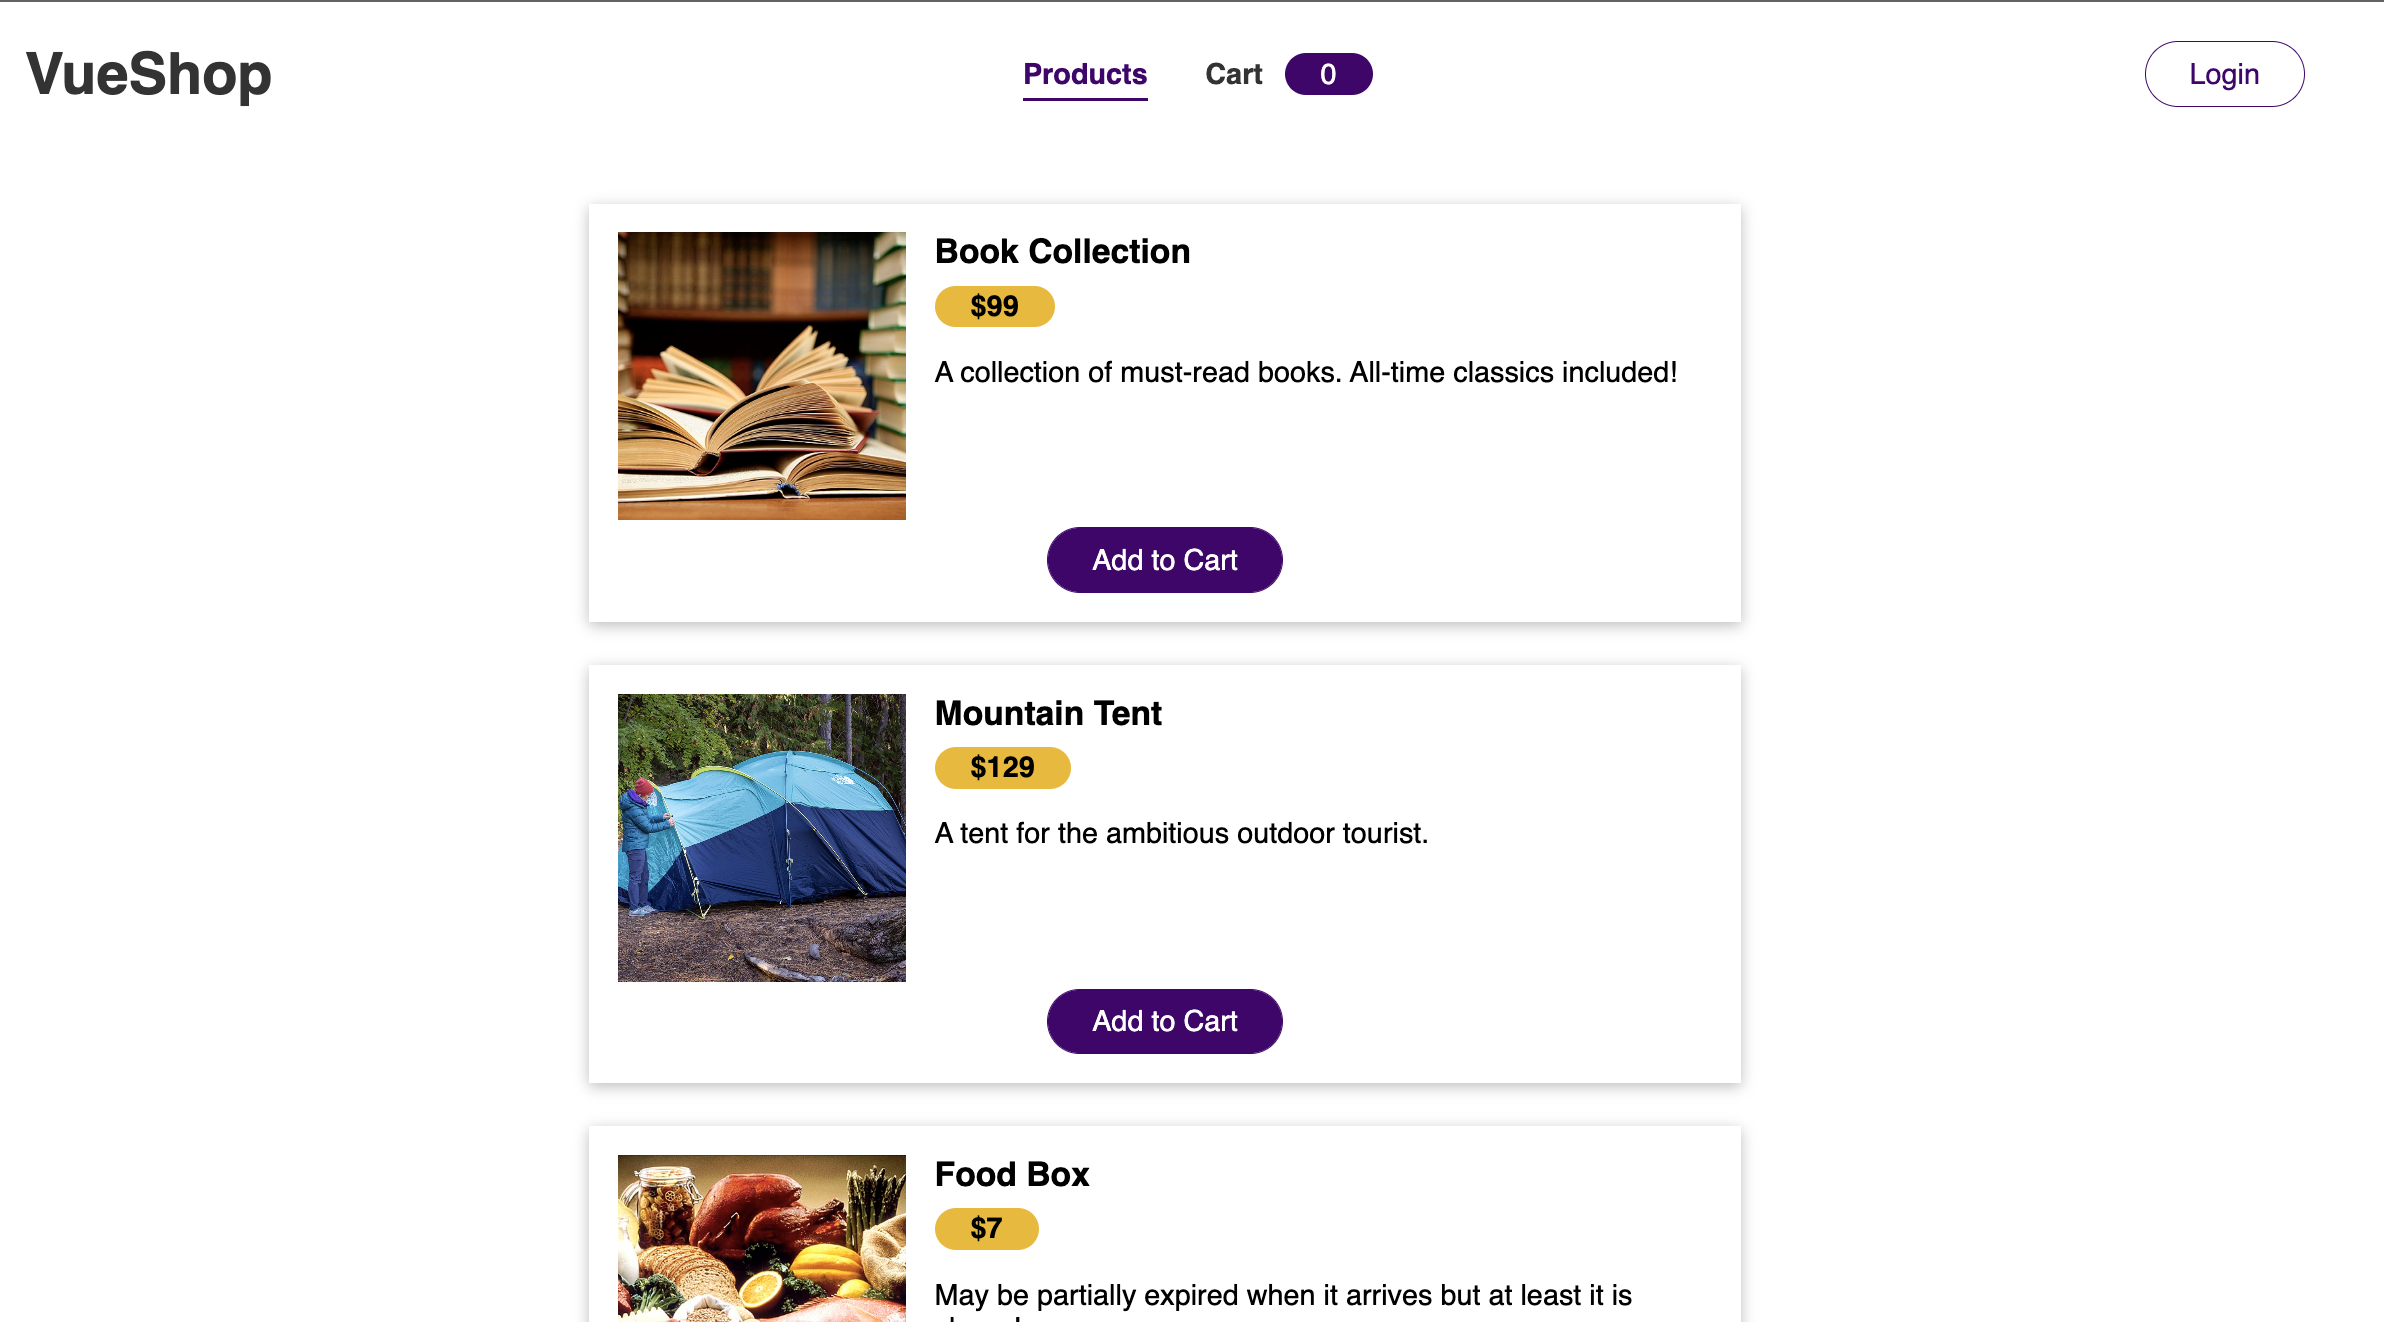 VueShop
Products Cart 0 Login
Book Collection
$99
A collection of must-read books. All-time classics included!
Add to Cart
Mountain Tent
$129
A tent for the ambitious outdoor tourist.
Add to Cart
Food Box
$7
May be partially expired when it arrives but at least it is